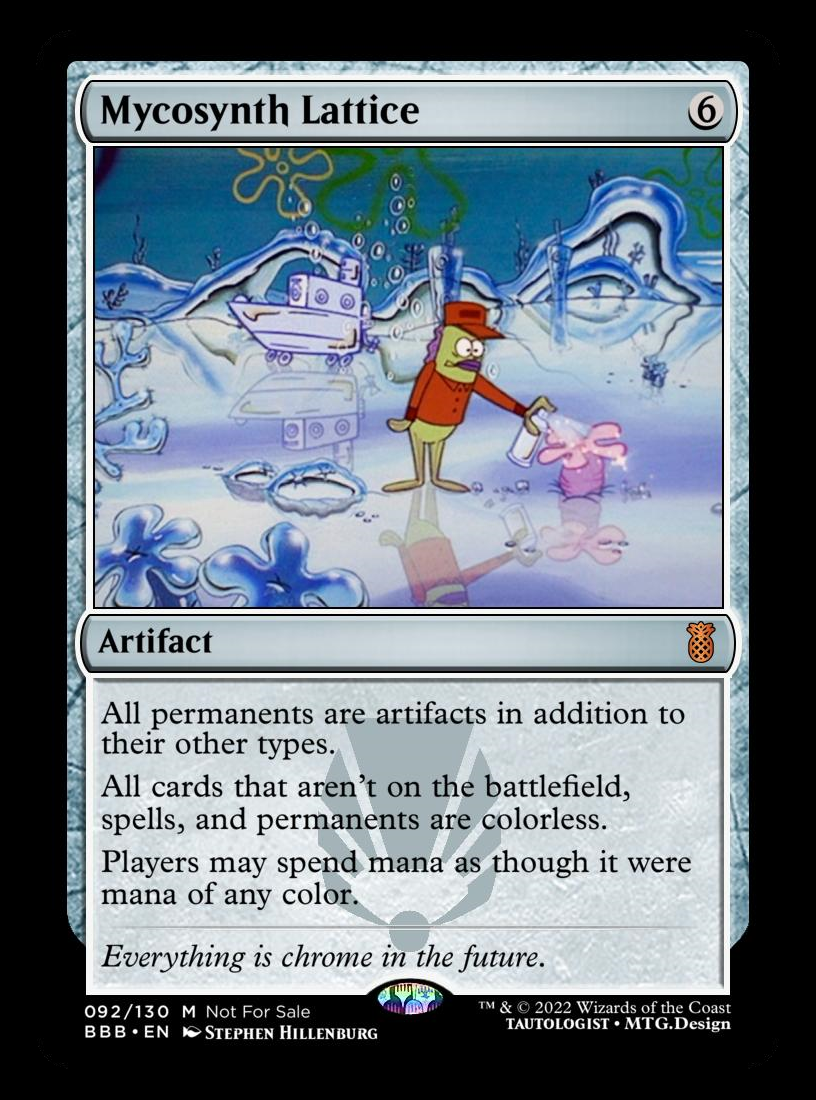 Mycosynth Lattice
6
Artifact
All permanents are artifacts in addition to
their other types.
All cards that aren't on the battlefield,
spells, and permanents are colorless.
Players may spend mana as though it were
mana of any color.
Everything is chrome in the future.
092/130 M Not For Sale
BBB • EN STEPHEN HILLENBURG
™ & © 2022 Wizards of the Coast
TAUTOLOGIST • MTG.Design